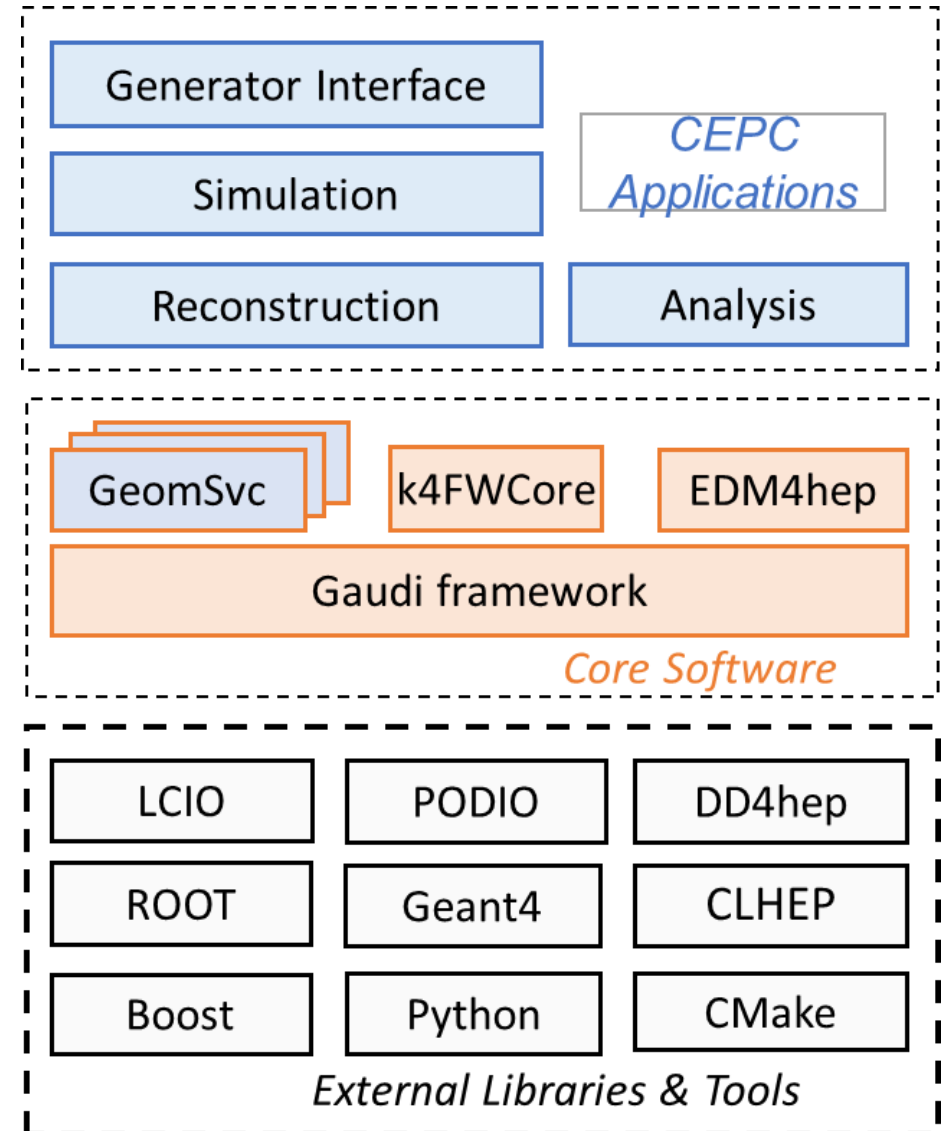 Generator Interface
CEPC
Applications
Simulation
Reconstruction
Analysis
GeomSvc
k4FWCore
EDM4hep
Gaudi framework
Core Software
LCIO
PODIO
DD4hep
ROOT
Geant4
CLHEP
Boost
Python
CMake
External Libraries & Tools